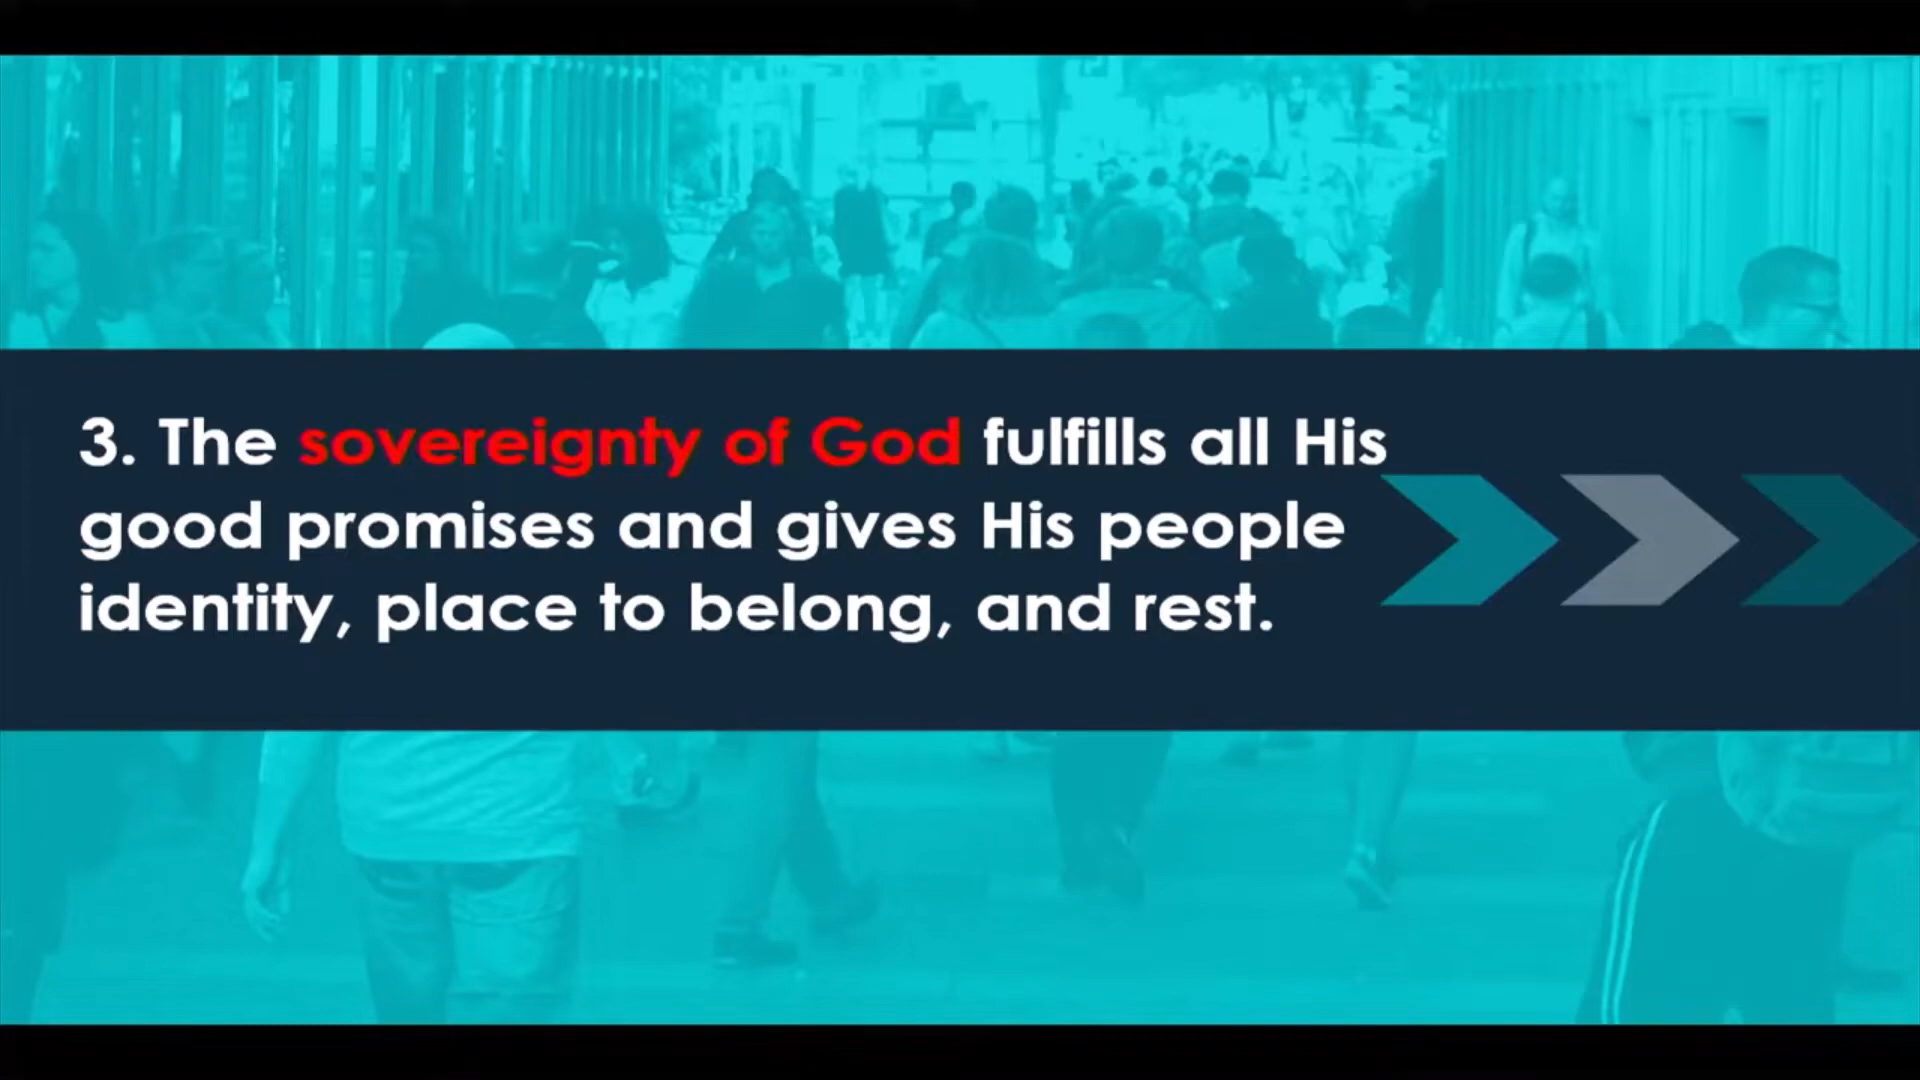 3. The sovereignty of God fulfills all His
good promises and gives His people
identity, place to belong, and rest.